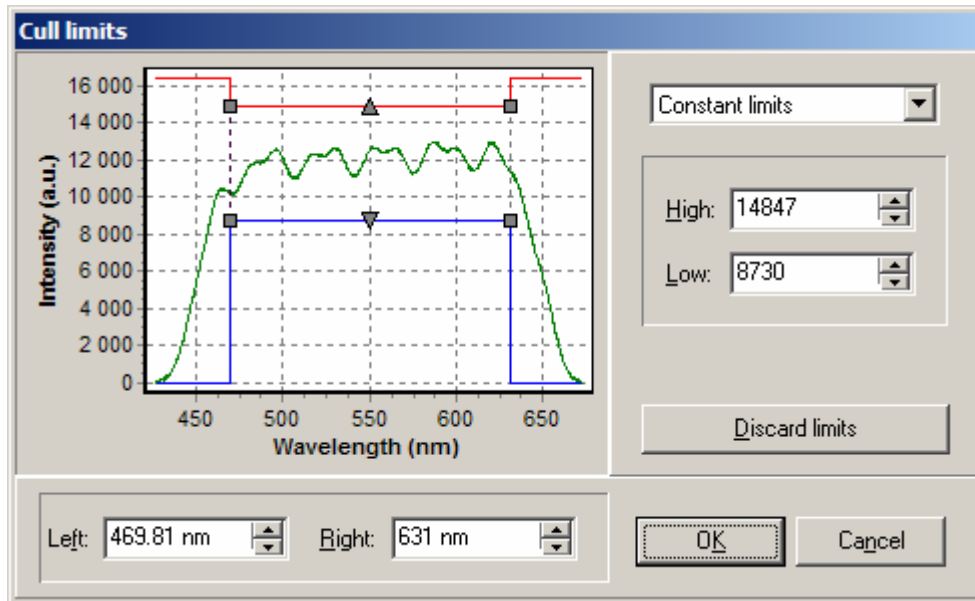 Cull limits
Intensity (a.u.)
16 000
14 000
12 000
10 000
8 000
6 000
4 000
2 000
0
450 500 550 600 650
Wavelength (nm)
Constant limits
High: 14847
Low: 8730
Discard limits
Left: 469.81 nm Right: 631 nm
OK Cancel